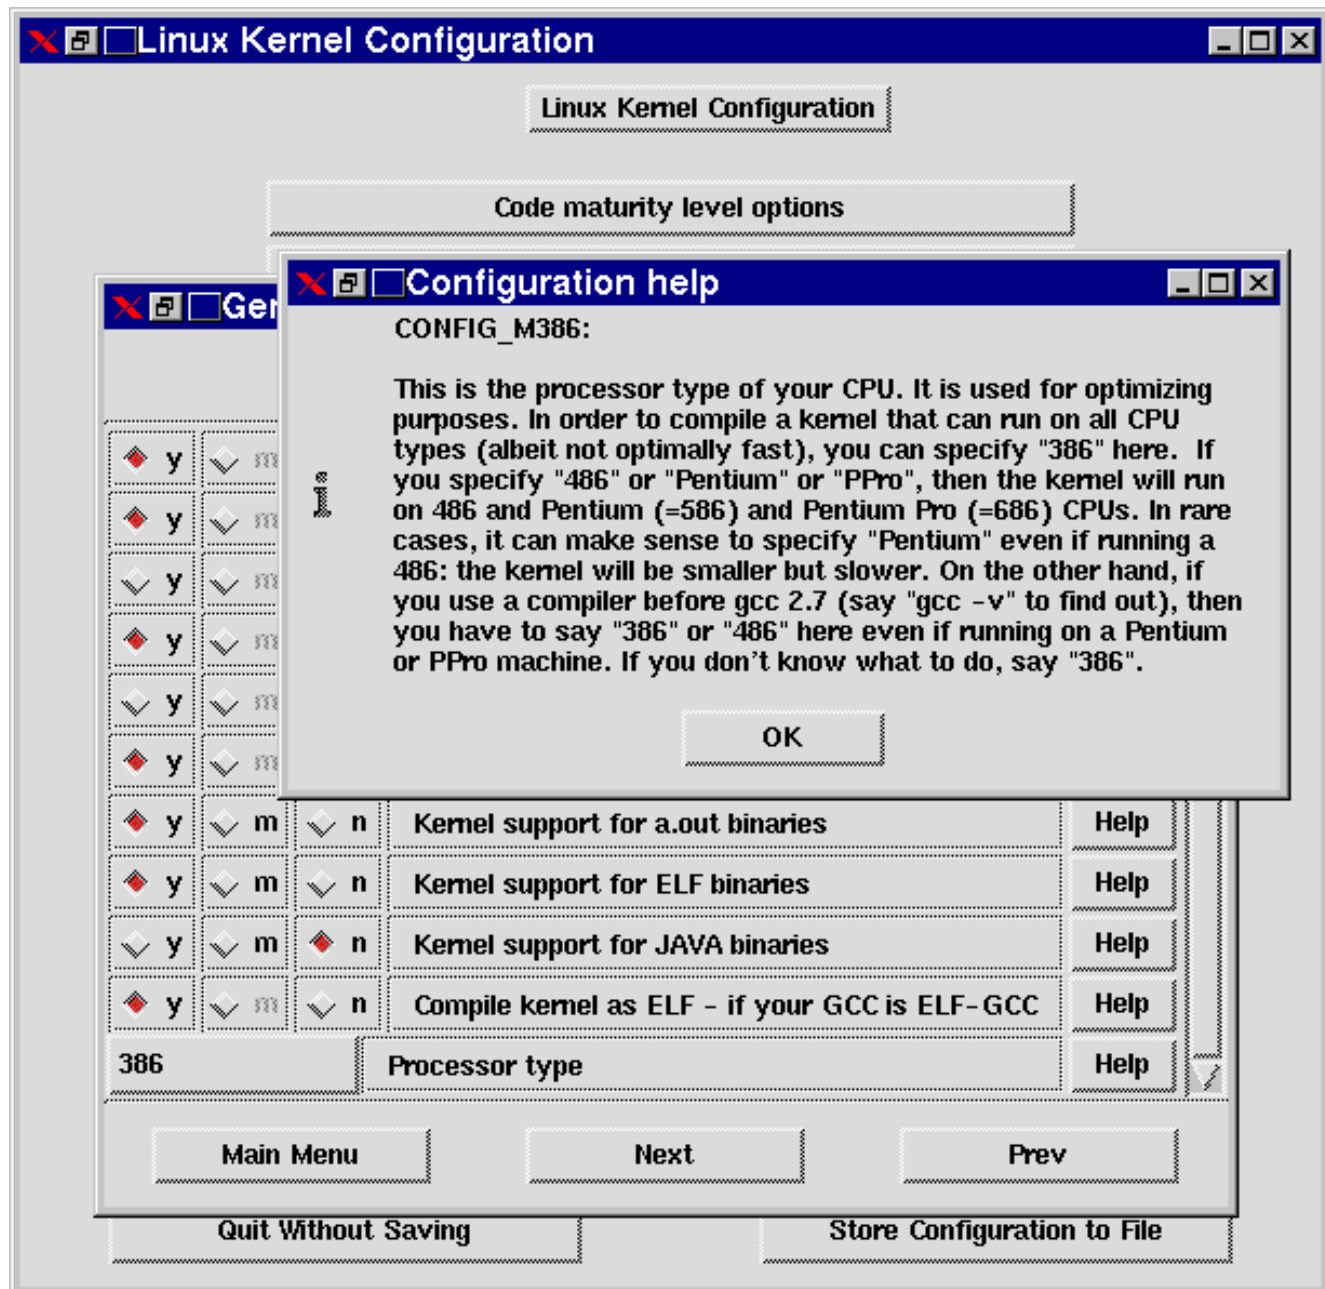 Linux Kernel Configuration
Linux Kernel Configuration
Code maturity level options
Configuration help
CONFIG_M386:
This is the processor type of your CPU. It is used for optimizing
purposes. In order to compile a kernel that can run on all CPU
types (albeit not optimally fast), you can specify "386" here.  If
you specify "486" or "Pentium" or "PPro", then the kernel will run
on 486 and Pentium (=586) and Pentium Pro (=686) CPUs. In rare
cases, it can make sense to specify "Pentium" even if running a
486: the kernel will be smaller but slower. On the other hand, if
you use a compiler before gcc 2.7 (say "gcc -v" to find out), then
you have to say "386" or "486" here even if running on a Pentium
or PPro machine. If you don't know what to do, say "386".
OK
y m
y m
y m
y m
y m
y m
y m n Kernel support for a.out binaries Help
y m n Kernel support for ELF binaries Help
y m n Kernel support for JAVA binaries Help
y m n Compile kernel as ELF - if your GCC is ELF-GCC Help
386 Processor type Help
Main Menu Next Prev
Quit Without Saving Store Configuration to File